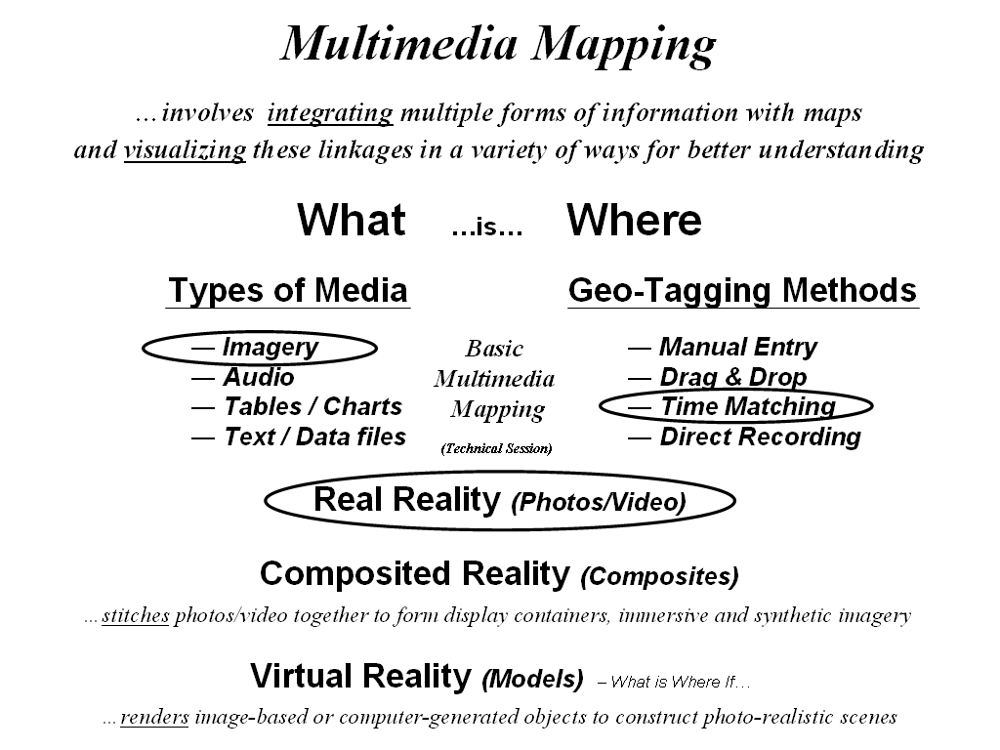 Multimedia Mapping
…involves integrating multiple forms of information with maps
and visualizing these linkages in a variety of ways for better understanding
What …is… Where
Types of Media
Geo-Tagging Methods
— Imagery
— Audio
— Tables / Charts
— Text / Data files
Basic
Multimedia
Mapping
(Technical Session)
— Manual Entry
— Drag & Drop
— Time Matching
— Direct Recording
Real Reality (Photos/Video)
Composited Reality (Composites)
…stitches photos/video together to form display containers, immersive and synthetic imagery
Virtual Reality (Models) – What is Where If…
…renders image-based or computer-generated objects to construct photo-realistic scenes